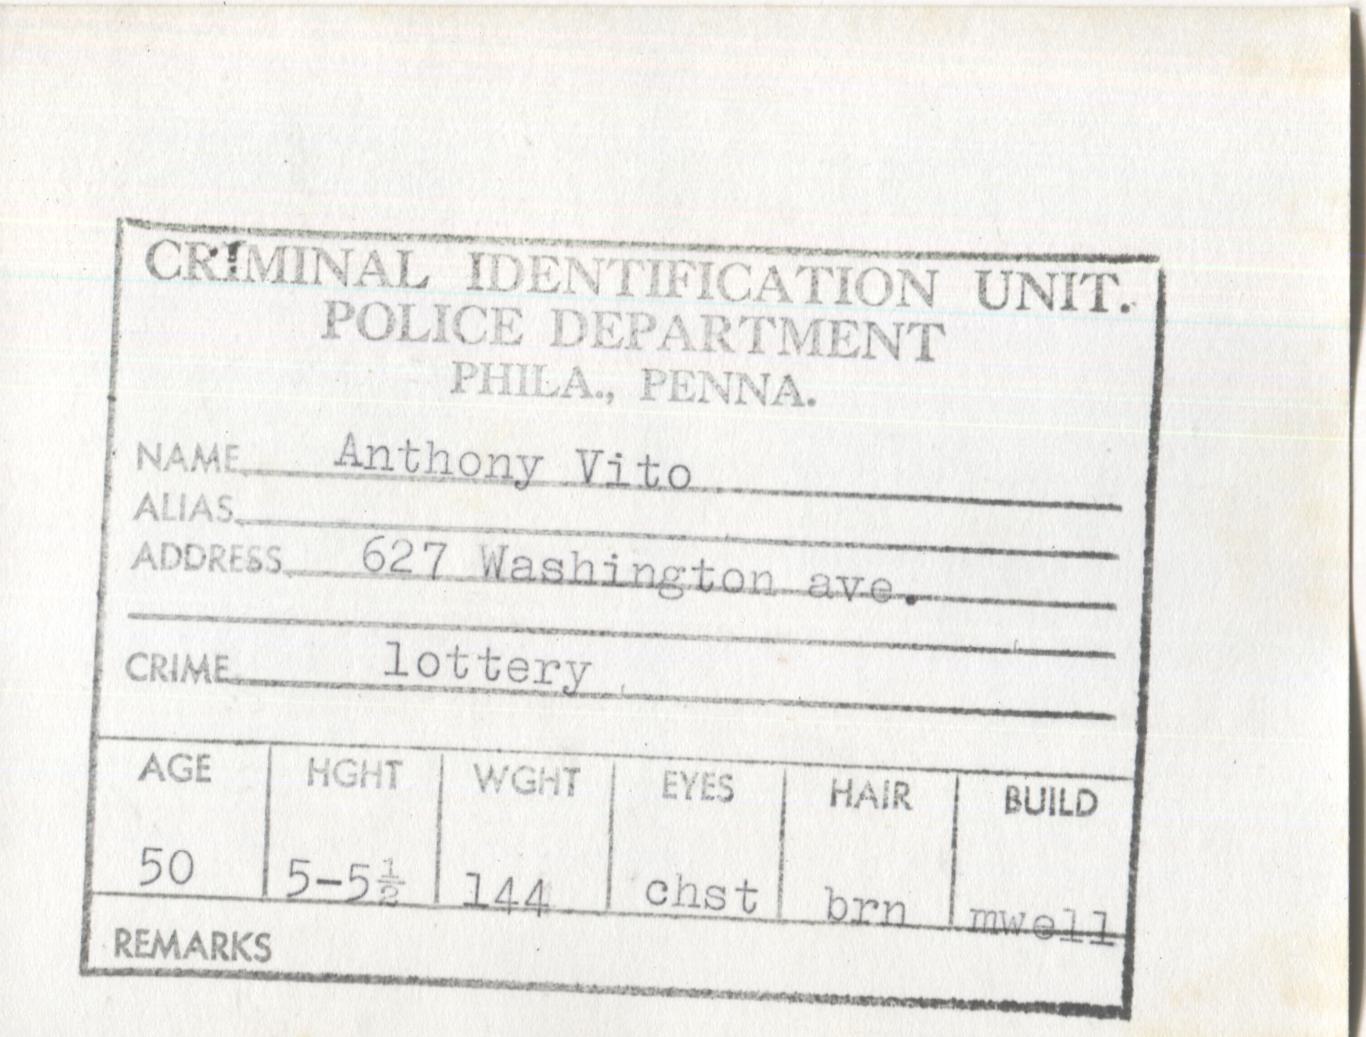 CRIMINAL IDENTIFICATION UNIT.
POLICE DEPARTMENT
PHILA., PENNA.
NAME Anthony Vito
ALIAS
ADDRESS 627 Washington ave.
CRIME lottery
AGE HGHT WGHT EYES HAIR BUILD
50 5-5½ 144 chst brn mwell
REMARKS